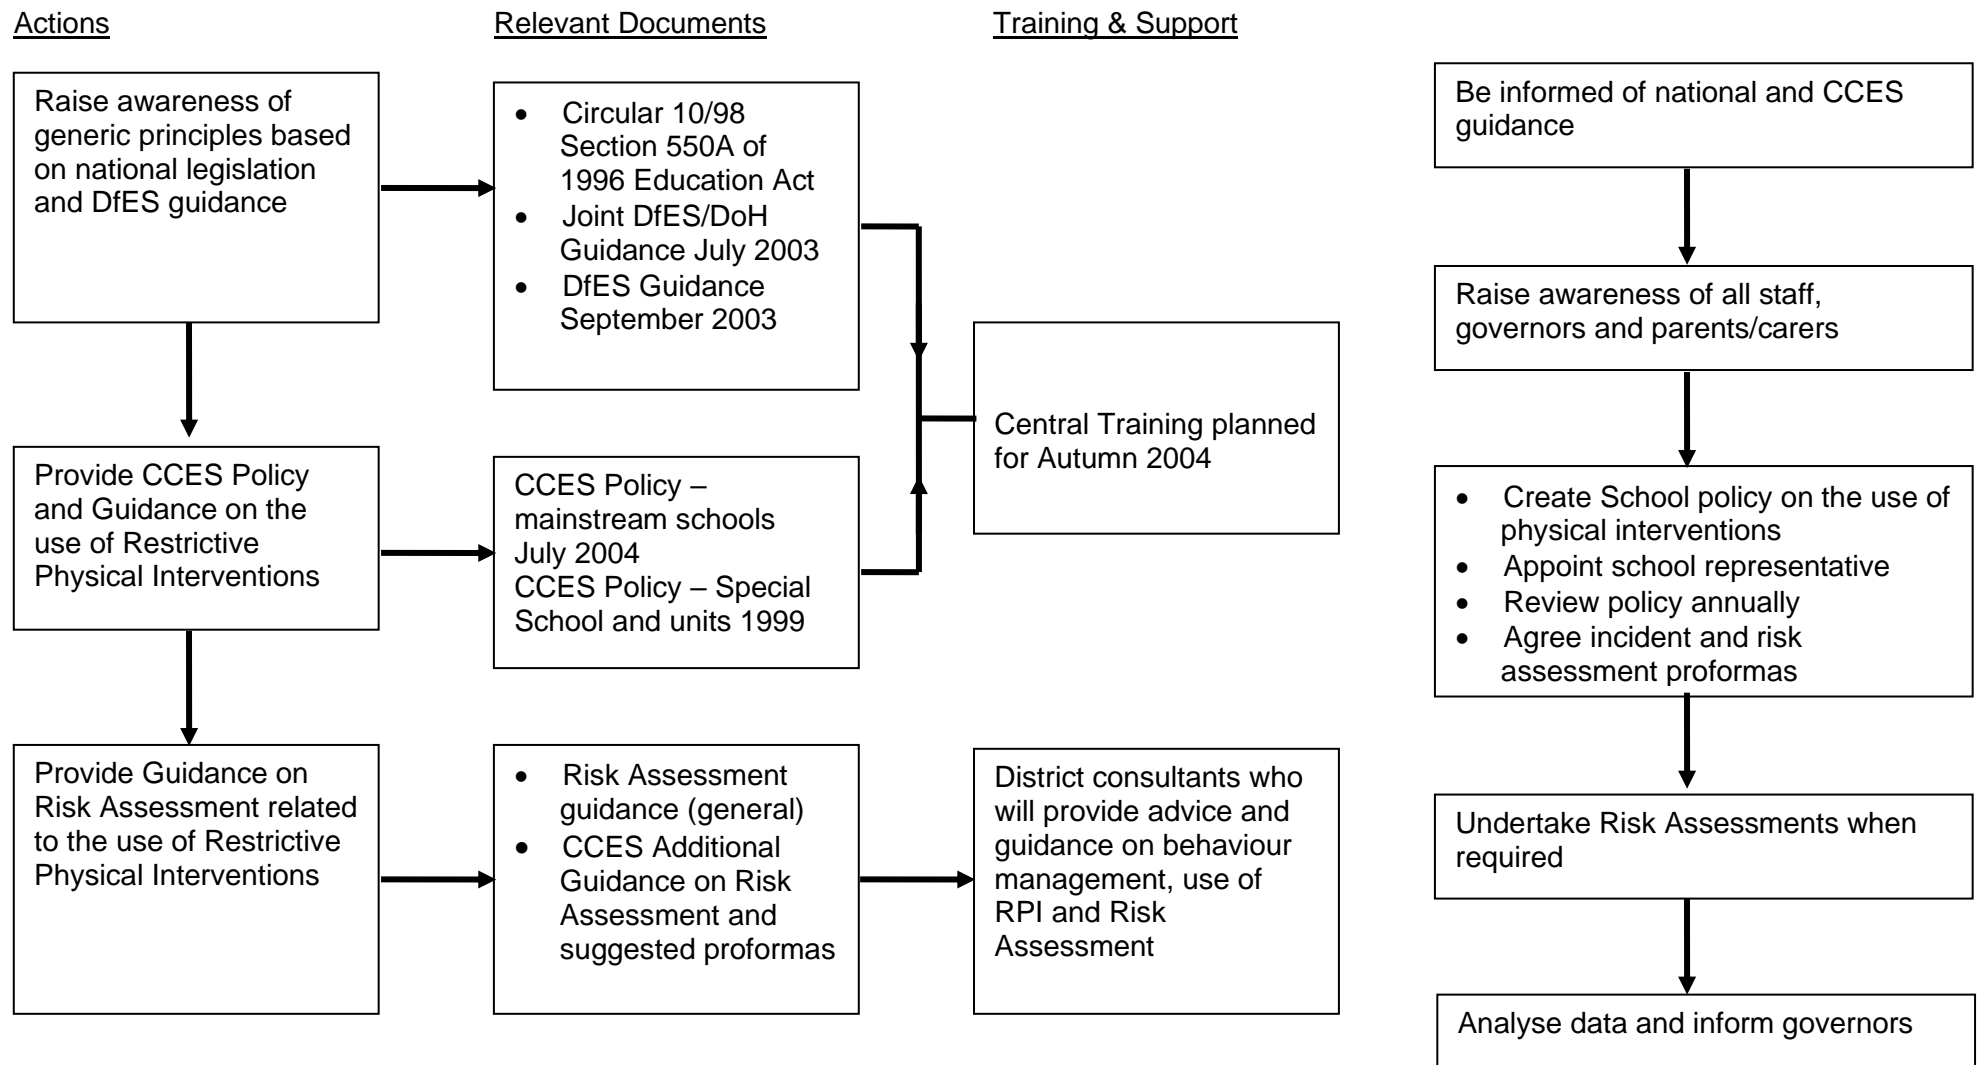 Actions
Relevant Documents
Training & Support
Raise awareness of
generic principles based
on national legislation
and DfES guidance
• Circular 10/98
Section 550A of
1996 Education Act
• Joint DfES/DoH
Guidance July 2003
• DfES Guidance
September 2003
Central Training planned
for Autumn 2004
Provide CCES Policy
and Guidance on the
use of Restrictive
Physical Interventions
CCES Policy –
mainstream schools
July 2004
CCES Policy – Special
School and units 1999
Provide Guidance on
Risk Assessment related
to the use of Restrictive
Physical Interventions
• Risk Assessment
guidance (general)
• CCES Additional
Guidance on Risk
Assessment and
suggested proformas
District consultants who
will provide advice and
guidance on behaviour
management, use of
RPI and Risk
Assessment
Be informed of national and CCES
guidance
Raise awareness of all staff,
governors and parents/carers
• Create School policy on the use of
physical interventions
• Appoint school representative
• Review policy annually
• Agree incident and risk
assessment proformas
Undertake Risk Assessments when
required
Analyse data and inform governors